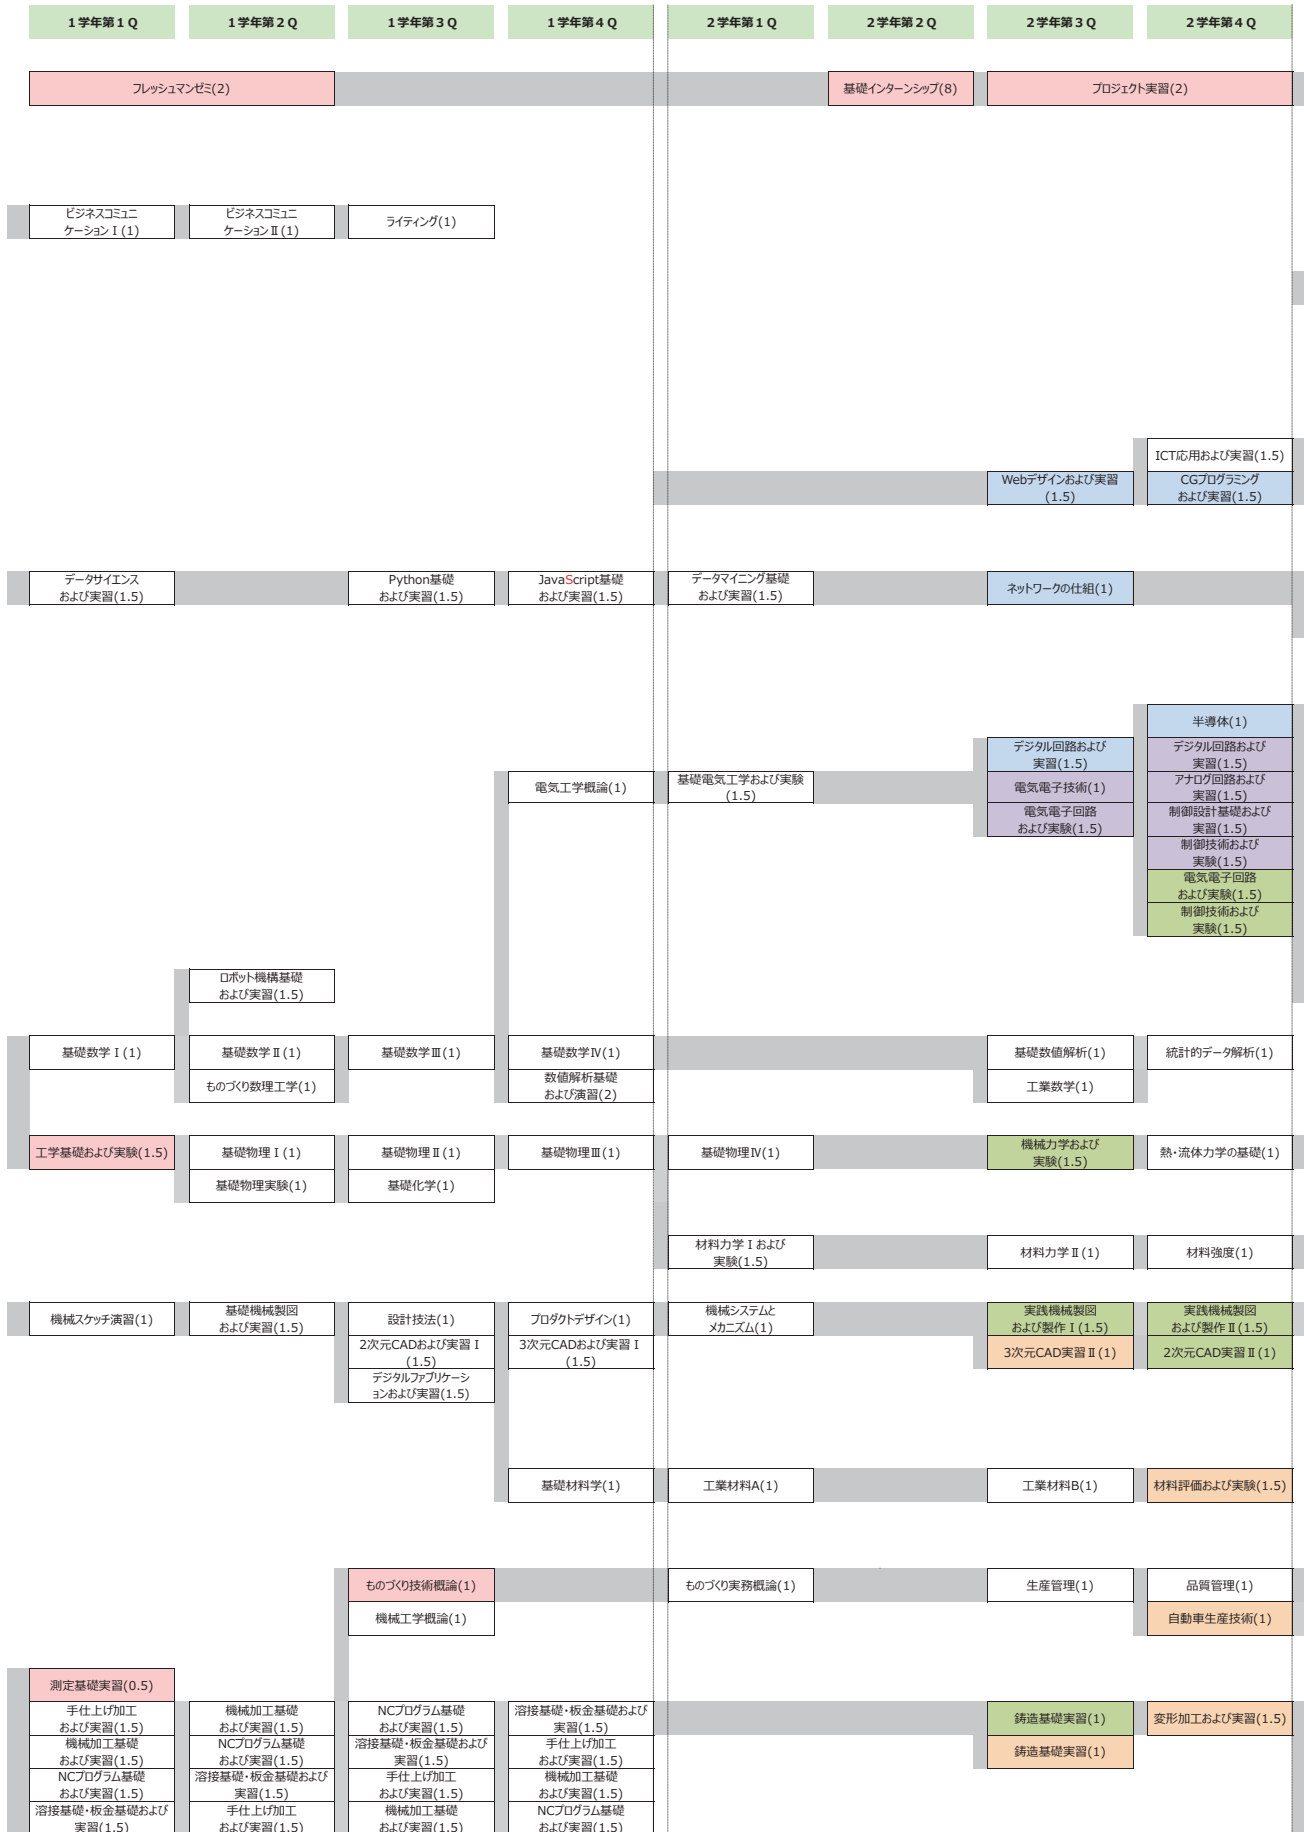 1学年第1Q 1学年第2Q 1学年第3Q 1学年第4Q 2学年第1Q 2学年第2Q 2学年第3Q 2学年第4Q
フレッシュマンゼミ(2) 基礎インターンシップ(8) プロジェクト実習(2)
ビジネスコミュニ ビジネスコミュニ ライティング(1)
ケーションⅠ(1) ケーションⅡ(1)
ICT応用および実習(1.5)
Webデザインおよび実習 CGプログラミング
(1.5) および実習(1.5)
データサイエンス Python基礎 JavaScript基礎 データマイニング基礎 ネットワークの仕組(1)
および実習(1.5) および実習(1.5) および実習(1.5) および実習(1.5)
半導体(1)
デジタル回路および デジタル回路および
実習(1.5) 実習(1.5)
電気工学概論(1) 基礎電気工学および実験 電気電子技術(1) アナログ回路および
(1.5) 実習(1.5)
電気電子回路 制御設計基礎および
および実験(1.5) 実習(1.5)
制御技術および
実験(1.5)
電気電子回路
および実験(1.5)
制御技術および
実験(1.5)
ロボット機構基礎
および実習(1.5)
基礎数学Ⅰ(1) 基礎数学Ⅱ(1) 基礎数学Ⅲ(1) 基礎数学Ⅳ(1) 基礎数値解析(1) 統計的データ解析(1)
ものづくり数理工学(1) 数値解析基礎 工業数学(1)
および演習(2)
工学基礎および実験(1.5) 基礎物理Ⅰ(1) 基礎物理Ⅱ(1) 基礎物理Ⅲ(1) 基礎物理Ⅳ(1) 機械力学および 熱・流体力学の基礎(1)
実験(1.5)
基礎物理実験(1) 基礎化学(1)
材料力学Ⅰおよび 材料力学Ⅱ(1) 材料強度(1)
実験(1.5)
機械スケッチ演習(1) 基礎機械製図 設計技法(1) プロダクトデザイン(1) 機械システムと 実践機械製図 実践機械製図
および実習(1.5) メカニズム(1) および製作Ⅰ(1.5) および製作Ⅱ(1.5)
2次元CADおよび実習Ⅰ 3次元CADおよび実習Ⅰ 3次元CAD実習Ⅱ(1) 2次元CAD実習Ⅱ(1)
(1.5) (1.5)
デジタルファブリケーシ
ョンおよび実習(1.5)
基礎材料学(1) 工業材料A(1) 工業材料B(1) 材料評価および実験(1.5)
ものづくり技術概論(1) ものづくり実務概論(1) 生産管理(1) 品質管理(1)
機械工学概論(1) 自動車生産技術(1)
測定基礎実習(0.5)
手仕上げ加工 機械加工基礎 NCプログラム基礎 溶接基礎・板金基礎および 鋳造基礎実習(1) 変形加工および実習(1.5)
および実習(1.5) および実習(1.5) および実習(1.5) 実習(1.5)
機械加工基礎 NCプログラム基礎 溶接基礎・板金基礎および 手仕上げ加工 鋳造基礎実習(1)
および実習(1.5) および実習(1.5) 実習(1.5) および実習(1.5)
NCプログラム基礎 溶接基礎・板金基礎および 手仕上げ加工 機械加工基礎
および実習(1.5) 実習(1.5) および実習(1.5) および実習(1.5)
溶接基礎・板金基礎および 手仕上げ加工 機械加工基礎 NCプログラム基礎
実習(1.5) および実習(1.5) および実習(1.5) および実習(1.5)